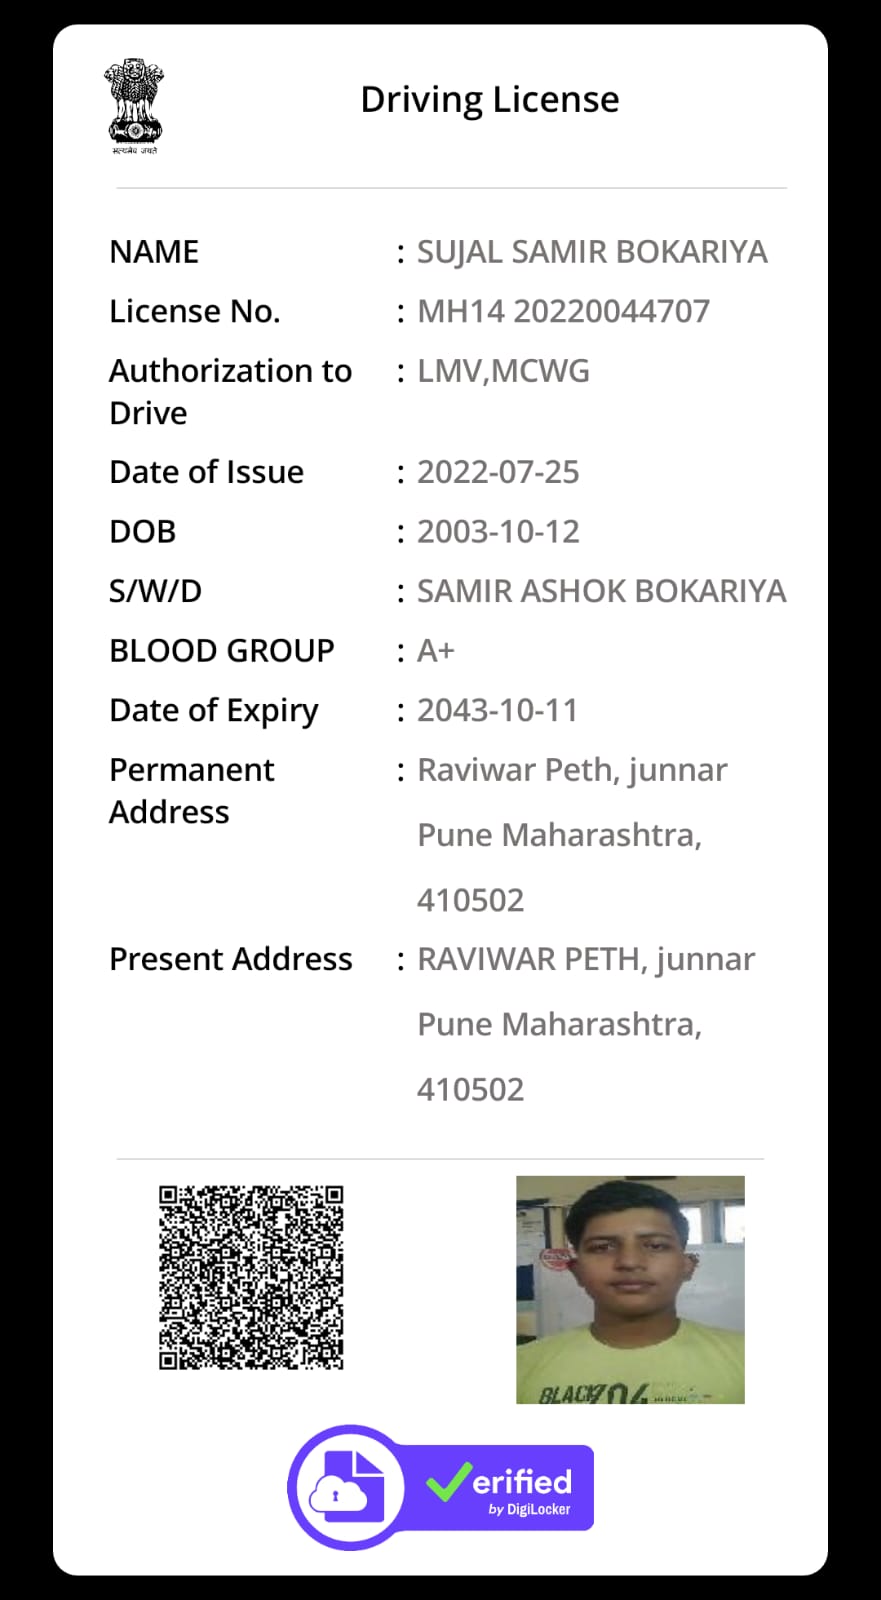 सत्यमेव जयते
Driving License
NAME : SUJAL SAMIR BOKARIYA
License No. : MH14 20220044707
Authorization to Drive : LMV,MCWG
Date of Issue : 2022-07-25
DOB : 2003-10-12
S/W/D : SAMIR ASHOK BOKARIYA
BLOOD GROUP : A+
Date of Expiry : 2043-10-11
Permanent Address : Raviwar Peth, junnar
Pune Maharashtra,
410502
Present Address : RAVIWAR PETH, junnar
Pune Maharashtra,
410502
BLACK
04
Verified
by DigiLocker